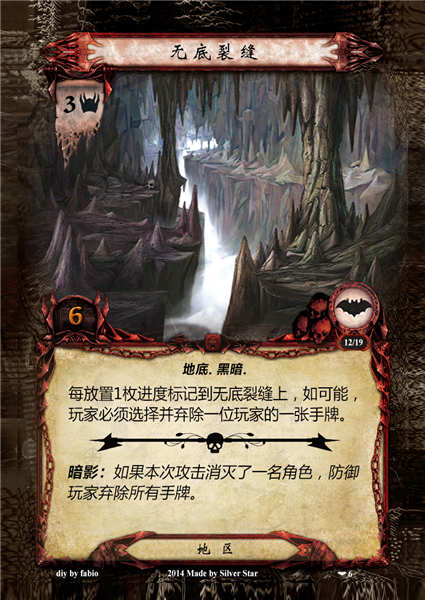 无底裂缝
3
6
12/19
地底. 黑暗.
每放置1枚进度标记到无底裂缝上，如可能，
玩家必须选择并弃除一位玩家的一张手牌。
暗影：如果本次攻击消灭了一名角色，防御
玩家弃除所有手牌。
地 区
diy by fabio 2014 Made by Silver Star 6